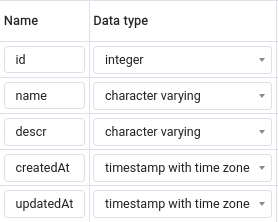 Name Data type
id integer
name character varying
descr character varying
createdAt timestamp with time zone
updatedAt timestamp with time zone